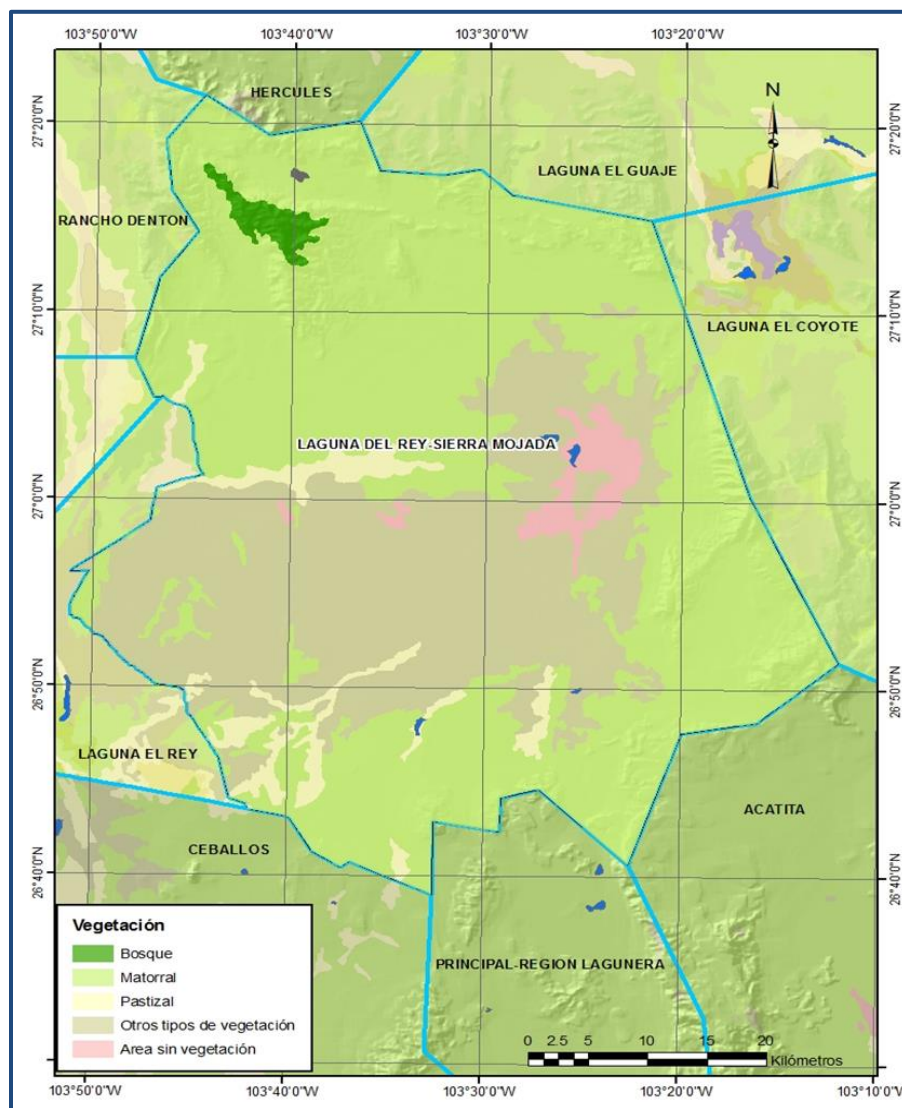 103°50'0"W 103°40'0"W 103°30'0"W 103°20'0"W
HERCULES
N
27°20'0"N 27°20'0"N
LAGUNA EL GUAJE
RANCHO DENTON
27°10'0"N 27°10'0"N
LAGUNA EL COYOTE
LAGUNA DEL REY-SIERRA MOJADA
27°0'0"N 27°0'0"N
26°50'0"N 26°50'0"N
LAGUNA EL REY
ACATITA
CEBALLOS
26°40'0"N 26°40'0"N
Vegetación
Bosque
Matorral
Pastizal
Otros tipos de vegetación
Area sin vegetación
PRINCIPAL-REGION LAGUNERA
0 2.5 5 10 15 20
Kilómetros
103°50'0"W 103°40'0"W 103°30'0"W 103°20'0"W 103°10'0"W